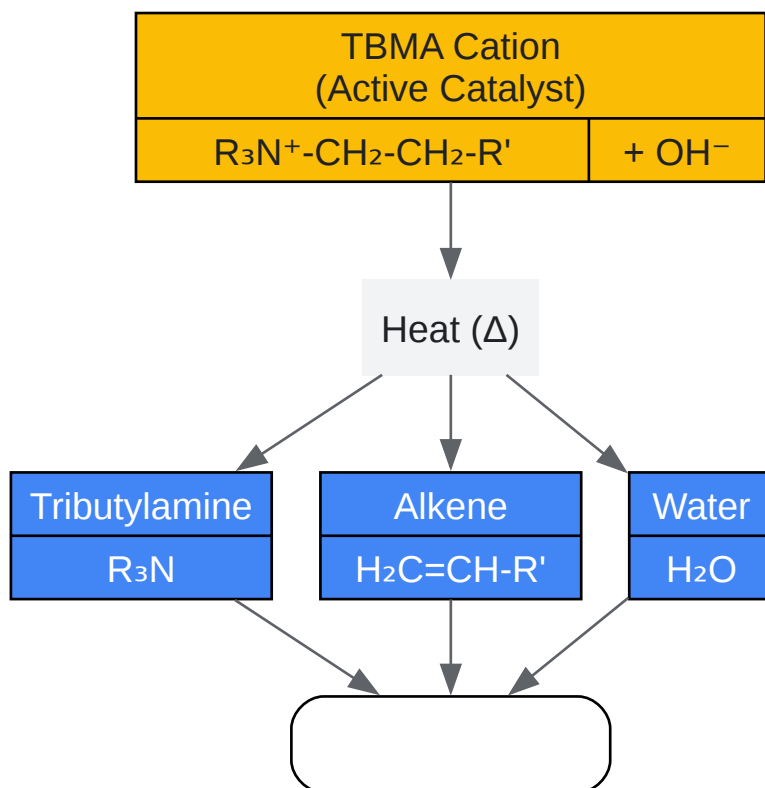 TBMA Cation
(Active Catalyst)
R₃N⁺-CH₂-CH₂-R' + OH⁻
Heat (Δ)
Tributylamine Alkene Water
R₃N H₂C=CH-R' H₂O